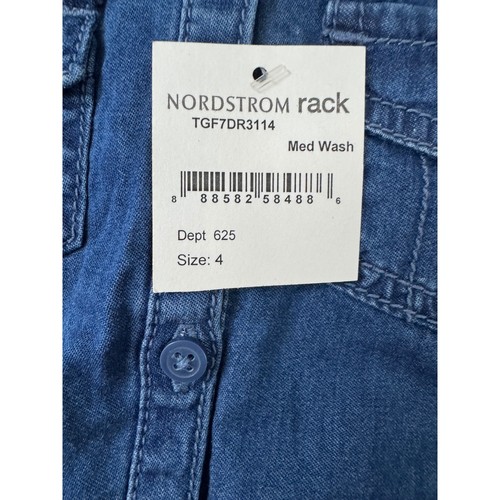 NORDSTROM rack
TGF7DR3114
Med Wash
8 88582 58488 6
Dept 625
Size: 4